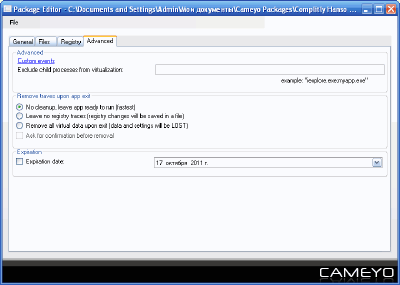 Package Editor - C:\Documents and Settings\Admin\Мои документы\Cameyo Packages\Complitly Hanso ...
File
General Files Registry Advanced
Advanced
Custom events
Exclude child processes from virtualization:
example: "iexplore.exe;myapp.exe"
Remove traces upon app exit
No cleanup, leave app ready to run (fastest)
Leave no registry traces (registry changes will be saved in a file)
Remove all virtual data upon exit (data and settings will be LOST)
Ask for confirmation before removal
Expiration
Expiration date: 17 октября 2011 г.
CAMEYO